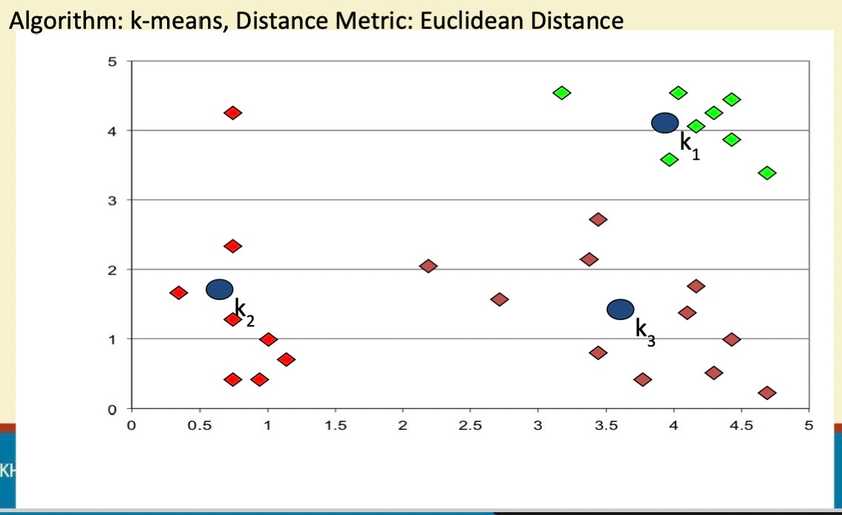 Algorithm: k-means, Distance Metric: Euclidean Distance
5
4
k1
3
2
k2
k3
1
0
0 0.5 1 1.5 2 2.5 3 3.5 4 4.5 5
KH